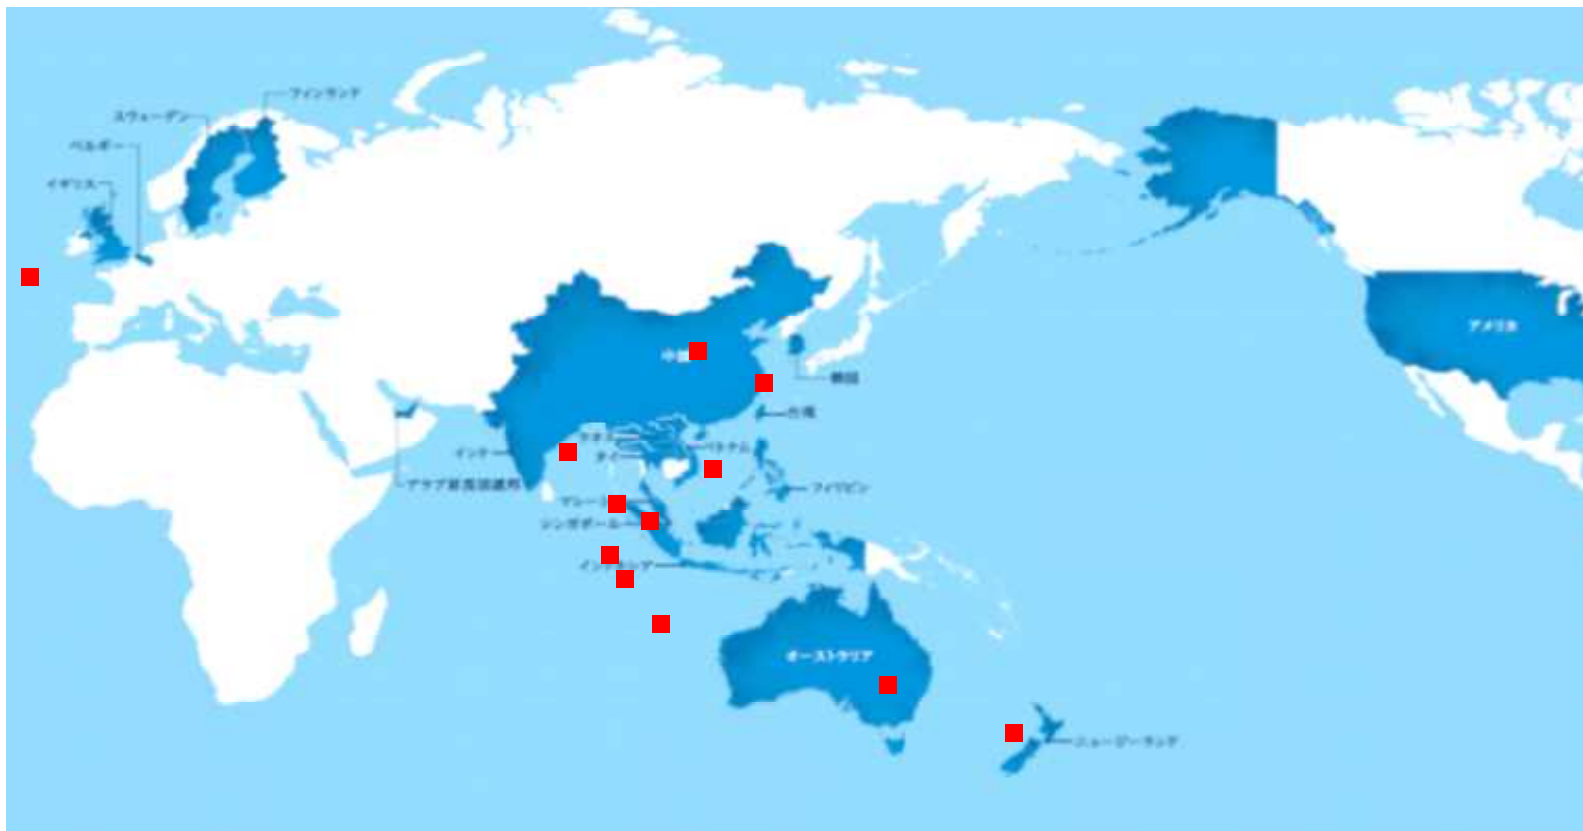 フィンランド
スウェーデン
ベルギー
イギリス
アメリカ
中国
韓国
台湾
ラオス
ベトナム
インド
タイ
アラブ首長国連邦
フィリピン
マレーシ
シンガポール
インドネシア
オーストラリア
ニュージーランド